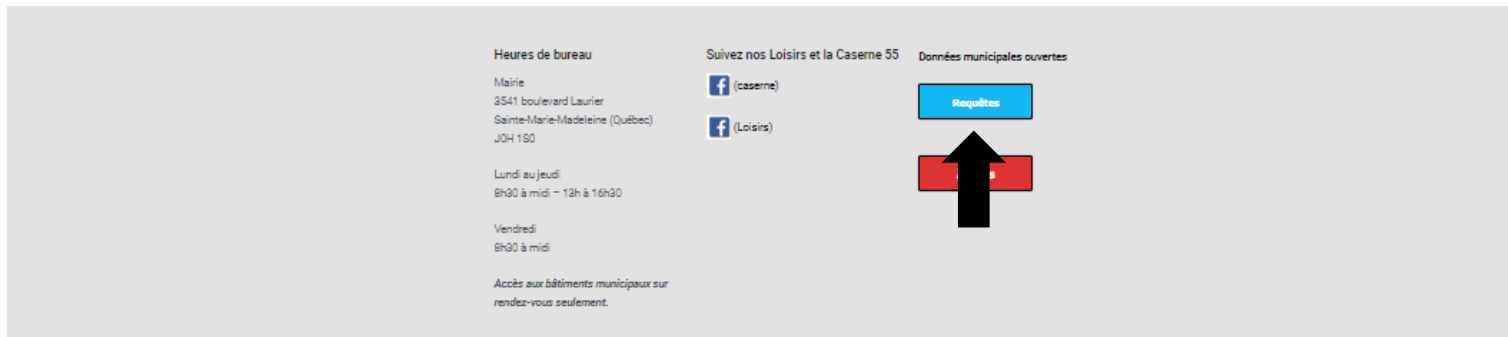 Heures de bureau
Mairie
3541 boulevard Laurier
Sainte-Marie-Madeleine (Québec)
J0H 1S0
Lundi au jeudi
8h30 à midi – 13h à 16h30
Vendredi
8h30 à midi
Accès aux bâtiments municipaux sur
rendez-vous seulement.
Suivez nos Loisirs et la Caserne 55
(caserne)
(Loisirs)
Données municipales ouvertes
Requêtes